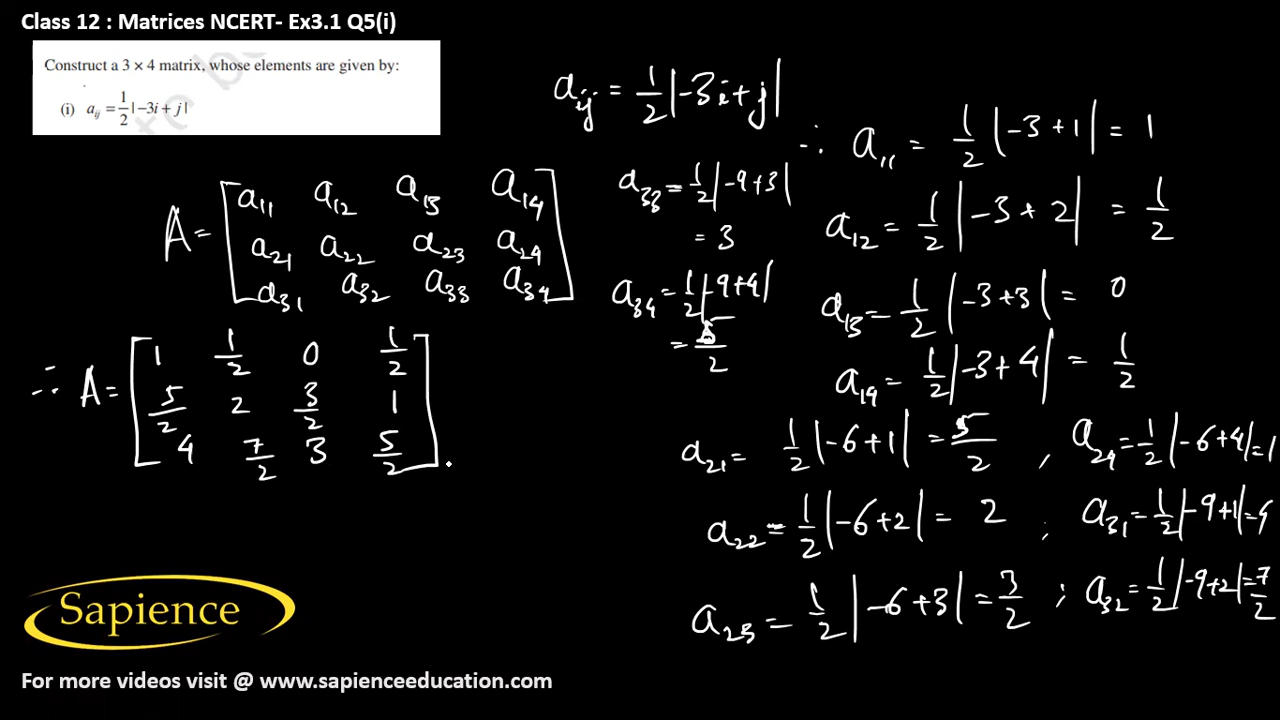 Class 12 : Matrices NCERT- Ex3.1 Q5(i)
Construct a 3 × 4 matrix, whose elements are given by:
(i) a_ij = 1/2 |−3i + j|
a_ij = 1/2 |-3i+j|
A = [a11 a12 a13 a14
a21 a22 a23 a24
a31 a32 a33 a34]
∴ A = [1 1/2 0 1/2
5/2 2 3/2 1
4 7/2 3 5/2].
a33 = 1/2 |-9+3|
= 3
a34 = 1/2 |-9+4|
= 5/2
∴ a11 = 1/2 |-3+1| = 1
a12 = 1/2 |-3+2| = 1/2
a13 = 1/2 |-3+3| = 0
a14 = 1/2 |-3+4| = 1/2
a21 = 1/2 |-6+1| = 5/2 , a24 = 1/2 |-6+4| = 1
a22 = 1/2 |-6+2| = 2 ; a31 = 1/2 |-9+1| = 4
a23 = 1/2 |-6+3| = 3/2 ; a32 = 1/2 |-9+2| = 7/2
Sapience
For more videos visit @ www.sapienceeducation.com